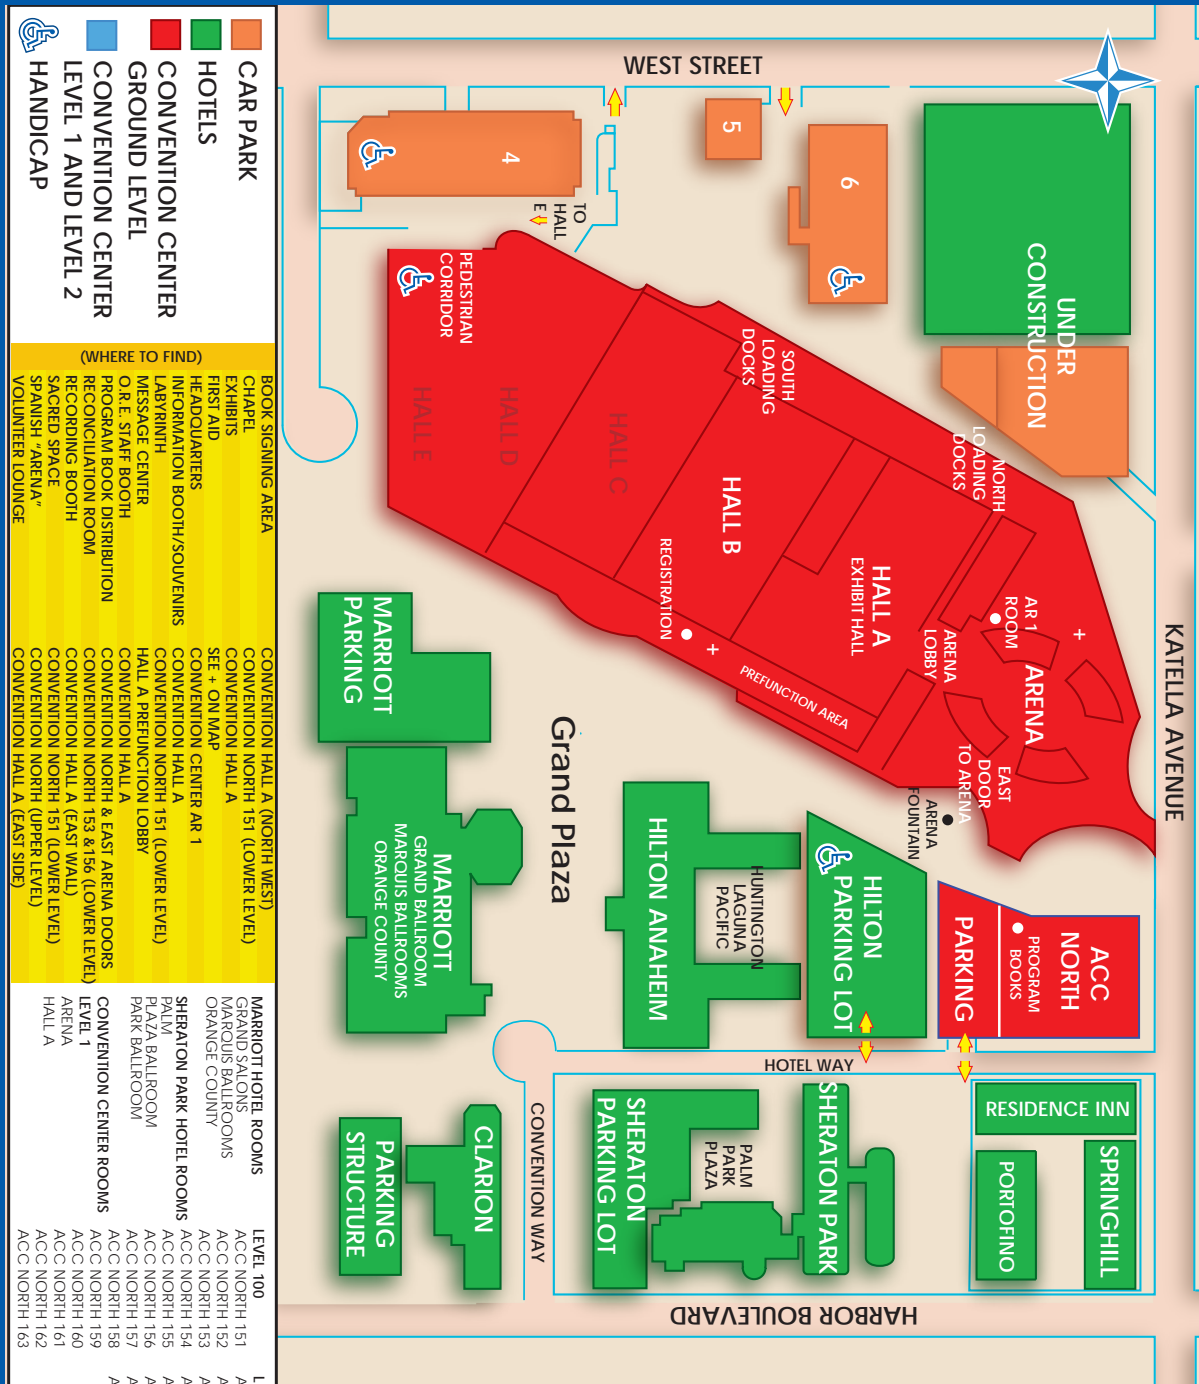 WEST STREET
KATELLA AVENUE
HARBOR BOULEVARD
HOTEL WAY
CONVENTION WAY
Grand Plaza
4
5
6
TO
HALL
E
UNDER
CONSTRUCTION
PEDESTRIAN
CORRIDOR
HALL E
HALL D
HALL C
HALL B
SOUTH
LOADING
DOCKS
NORTH
LOADING
DOCKS
HALL A
EXHIBIT HALL
REGISTRATION
+
PREFUNCTION AREA
ARENA
LOBBY
AR 1
ROOM
+
ARENA
EAST
DOOR
TO ARENA
ARENA
FOUNTAIN
MARRIOTT
PARKING
MARRIOTT
GRAND BALLROOM
MARQUIS BALLROOMS
ORANGE COUNTY
HILTON ANAHEIM
HUNTINGTON
LAGUNA
PACIFIC
HILTON
PARKING LOT
ACC
NORTH
PROGRAM
BOOKS
PARKING
RESIDENCE INN
SPRINGHILL
PORTOFINO
SHERATON PARK
PALM
PARK
PLAZA
SHERATON
PARKING LOT
CLARION
PARKING
STRUCTURE
CAR PARK
HOTELS
CONVENTION CENTER
GROUND LEVEL
CONVENTION CENTER
LEVEL 1 AND LEVEL 2
HANDICAP
(WHERE TO FIND)
BOOK SIGNING AREA CONVENTION HALL A (NORTH WEST)
CHAPEL CONVENTION NORTH 151 (LOWER LEVEL)
EXHIBITS CONVENTION HALL A
FIRST AID SEE + ON MAP
HEADQUARTERS CONVENTION CENTER AR 1
INFORMATION BOOTH/SOUVENIRS CONVENTION HALL A
LABYRINTH CONVENTION NORTH 151 (LOWER LEVEL)
MESSAGE CENTER HALL A PREFUNCTION LOBBY
O.R.E. STAFF BOOTH CONVENTION HALL A
PROGRAM BOOK DISTRIBUTION CONVENTION NORTH & EAST ARENA DOORS
RECONCILIATION ROOM CONVENTION NORTH 153 &156 (LOWER LEVEL)
RECORDING BOOTH CONVENTION HALL A (EAST WALL)
SACRED SPACE CONVENTION NORTH 151 (LOWER LEVEL)
SPANISH "ARENA" CONVENTION NORTH (UPPER LEVEL)
VOLUNTEER LOUNGE CONVENTION HALL A (EAST SIDE)
MARRIOTT HOTEL ROOMS
GRAND SALONS
MARQUIS BALLROOMS
ORANGE COUNTY
SHERATON PARK HOTEL ROOMS
PALM
PLAZA BALLROOM
PARK BALLROOM
CONVENTION CENTER ROOMS
LEVEL 1
ARENA
HALL A
LEVEL 100
ACC NORTH 151
ACC NORTH 152
ACC NORTH 153
ACC NORTH 154
ACC NORTH 155
ACC NORTH 156
ACC NORTH 157
ACC NORTH 158
ACC NORTH 159
ACC NORTH 160
ACC NORTH 161
ACC NORTH 162
ACC NORTH 163